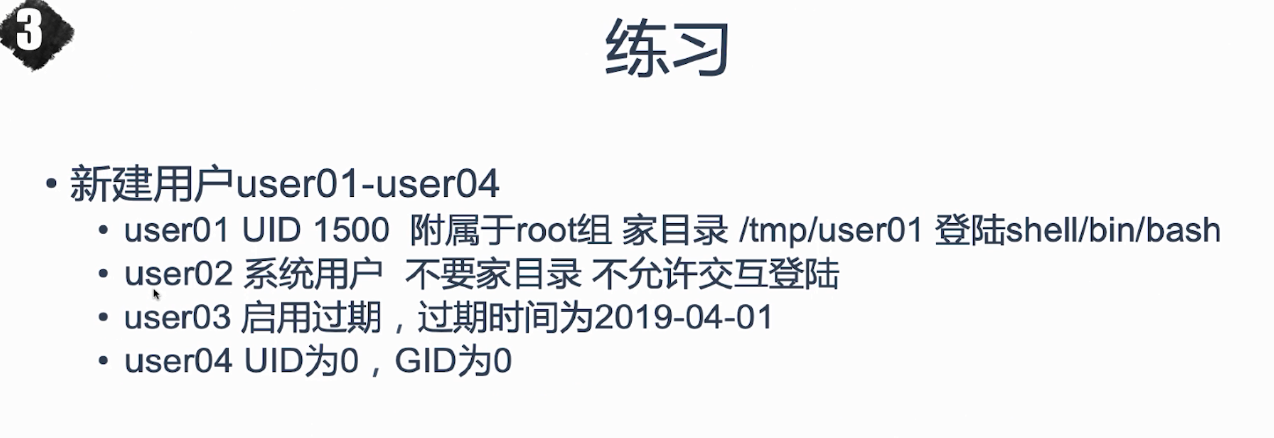 3
练习
• 新建用户user01-user04
• user01 UID 1500 附属于root组 家目录 /tmp/user01 登陆shell/bin/bash
• user02 系统用户 不要家目录 不允许交互登陆
• user03 启用过期，过期时间为2019-04-01
• user04 UID为0，GID为0